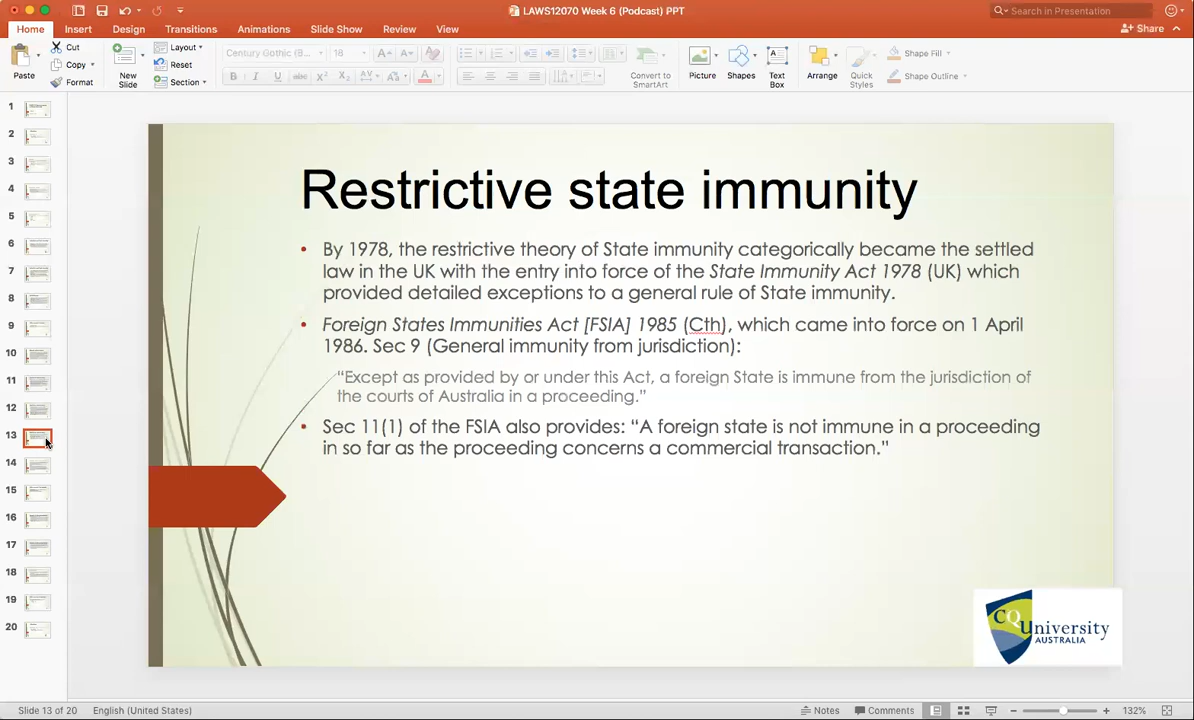 LAWS12070 Week 6 (Podcast) PPT
Search in Presentation
Home Insert Design Transitions Animations Slide Show Review View
Share
Paste
Cut
Copy
Format
New Slide
Layout
Reset
Section
Century Gothic (B... 18
Convert to SmartArt
Picture
Shapes
Text Box
Arrange
Quick Styles
Shape Fill
Shape Outline
1
2
3
4
5
6
7
8
9
10
11
12
13
14
15
16
17
18
19
20
Restrictive state immunity
• By 1978, the restrictive theory of State immunity categorically became the settled
law in the UK with the entry into force of the State Immunity Act 1978 (UK) which
provided detailed exceptions to a general rule of State immunity.
• Foreign States Immunities Act [FSIA] 1985 (Cth), which came into force on 1 April
1986. Sec 9 (General immunity from jurisdiction):
“Except as provided by or under this Act, a foreign State is immune from the jurisdiction of
the courts of Australia in a proceeding.”
• Sec 11(1) of the FSIA also provides: “A foreign state is not immune in a proceeding
in so far as the proceeding concerns a commercial transaction.”
CQUniversity
AUSTRALIA
Slide 13 of 20 English (United States) Notes Comments 132%